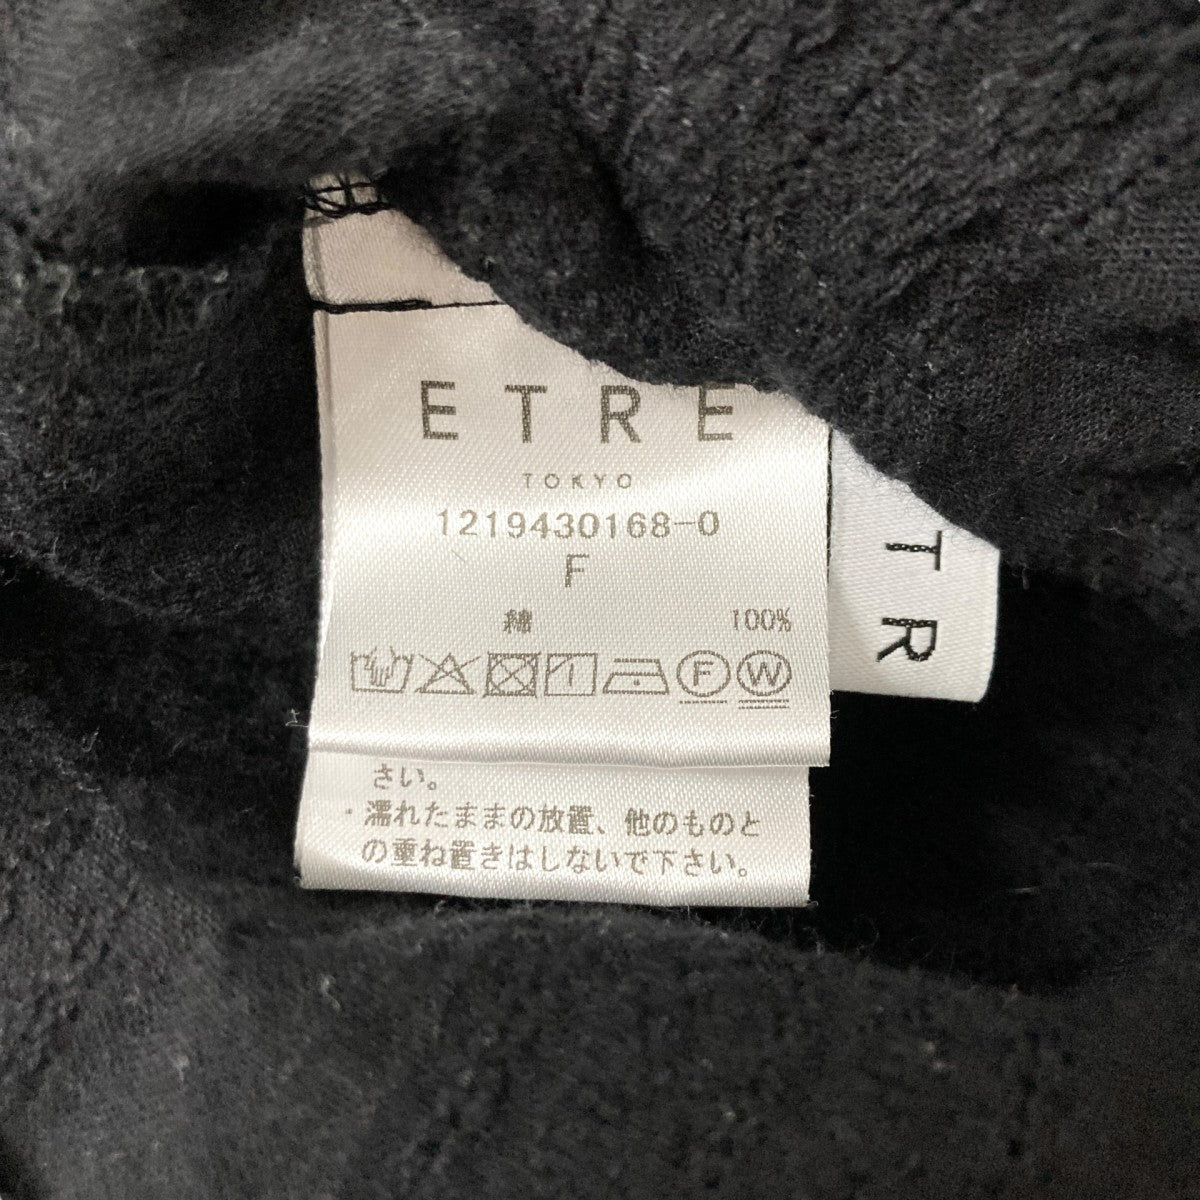 ETRE
TOKYO
1219430168-0
F
綿 100%
F W
さい。
・濡れたままの放置、他のものと
の重ね置きはしないで下さい。
TR